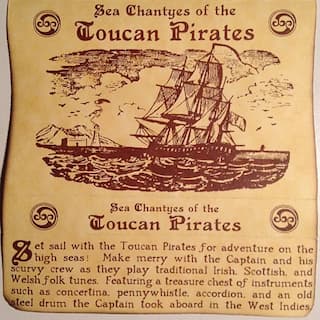 Sea Chantyes of the
Toucan Pirates
Sea Chantyes of the
Toucan Pirates
Set sail with the Toucan Pirates for adventure on the
high seas! Make merry with the Captain and his
scurvy crew as they play traditional Irish, Scottish, and
Welsh folk tunes. Featuring a treasure chest of instruments
such as concertina, pennywhistle, accordion, and an old
steel drum the Captain took aboard in the West Indies.